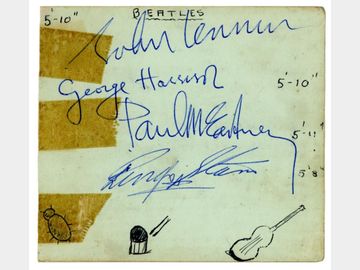 BEATLES
5'-10"
John Lennon
George Harrison
5'-10"
Paul McCartney
5'-11"
Ringo Starr
5'8